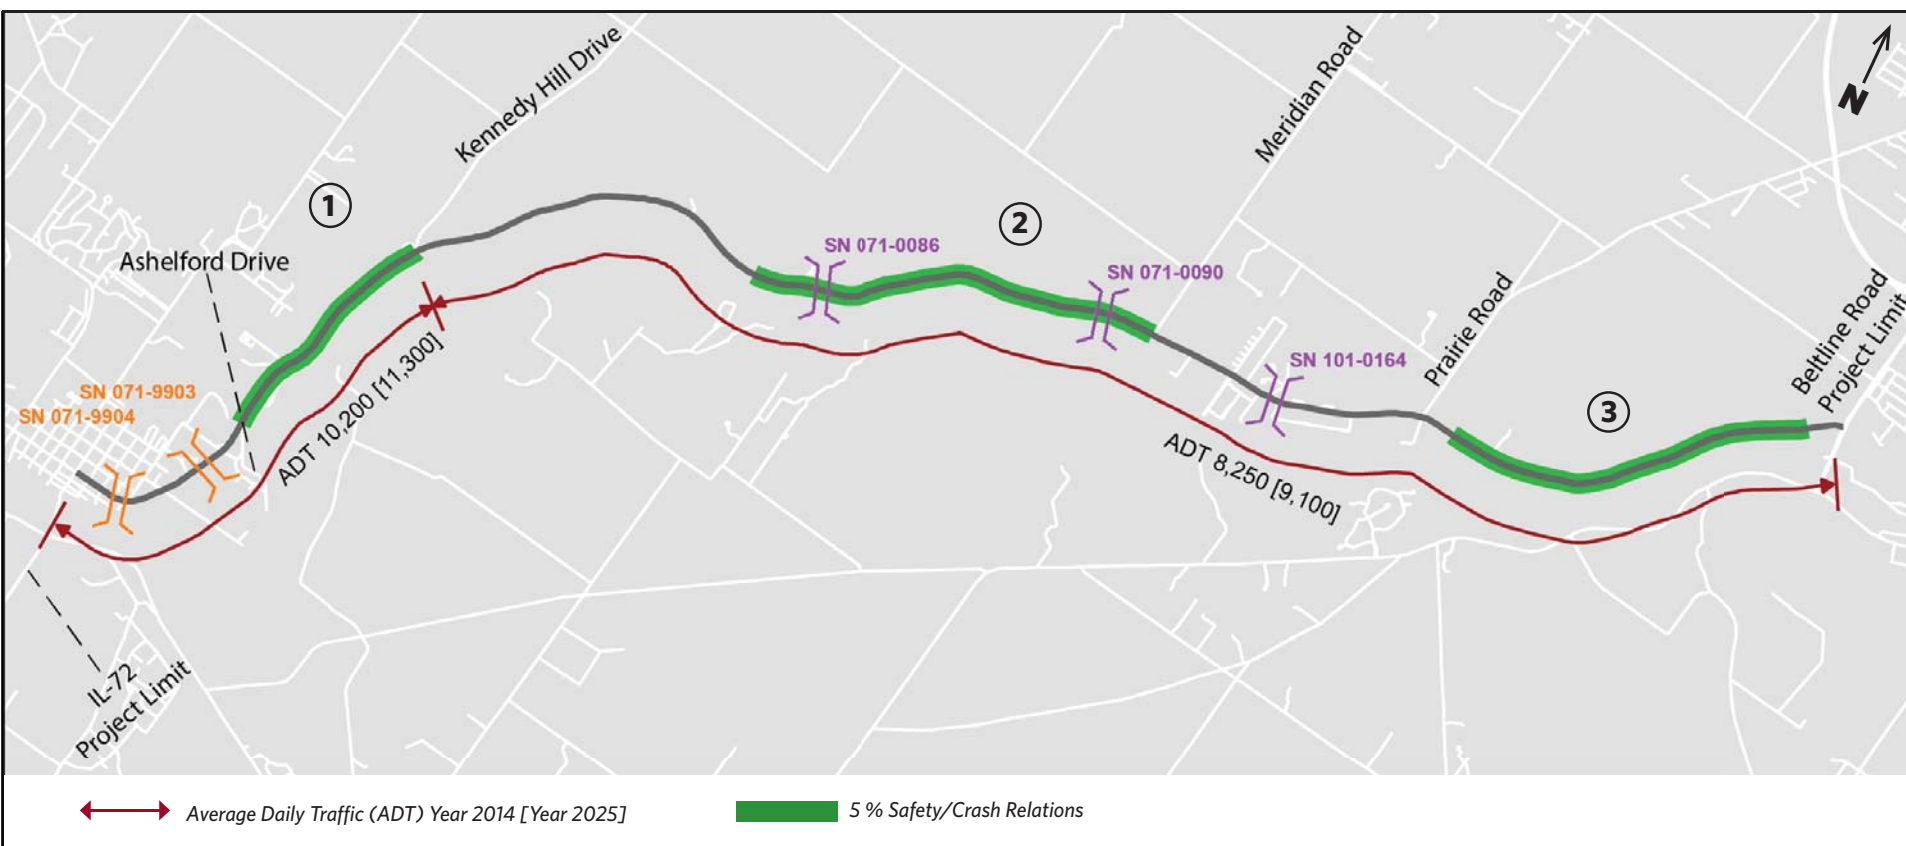 Kennedy Hill Drive
Meridian Road
N
1
2
SN 071-0086
Ashelford Drive
SN 071-0090
Prairie Road
Beltline Road
Project Limit
SN 101-0164
SN 071-9903
SN 071-9904
3
ADT 10,200 [11,300]
ADT 8,250 [9,100]
IL-72
Project Limit
Average Daily Traffic (ADT) Year 2014 [Year 2025]
5 % Safety/Crash Relations